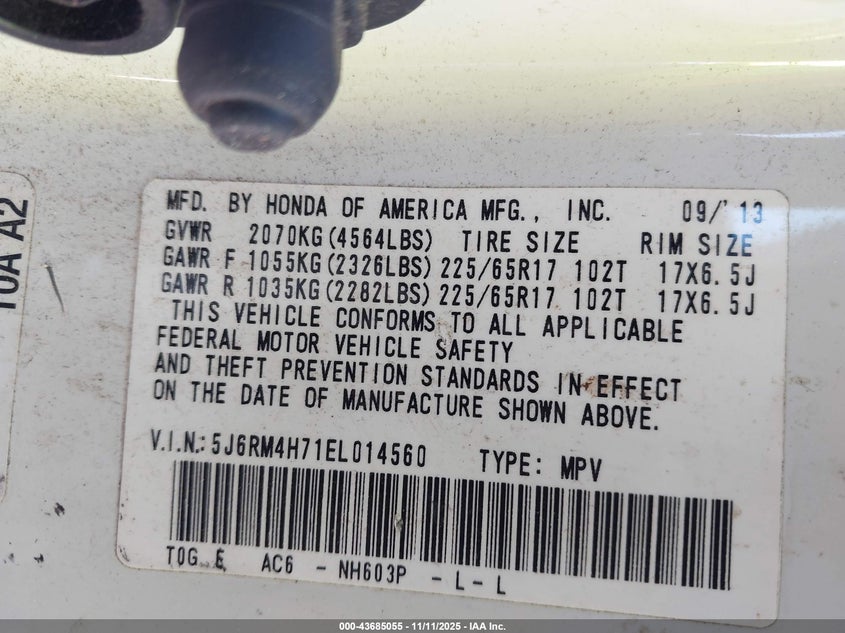 MFD. BY HONDA OF AMERICA MFG., INC. 09/'13
GVWR 2070KG(4564LBS) TIRE SIZE RIM SIZE
GAWR F 1055KG(2326LBS) 225/65R17 102T 17X6.5J
GAWR R 1035KG(2282LBS) 225/65R17 102T 17X6.5J
THIS VEHICLE CONFORMS TO ALL APPLICABLE
FEDERAL MOTOR VEHICLE SAFETY
AND THEFT PREVENTION STANDARDS IN EFFECT
ON THE DATE OF MANUFACTURE SHOWN ABOVE.
V.I.N.: 5J6RM4H71EL014560 TYPE: MPV
TOG E AC6 - NH603P - L - L
10A A2
000-43685055 - 11/11/2025 - IAA Inc.